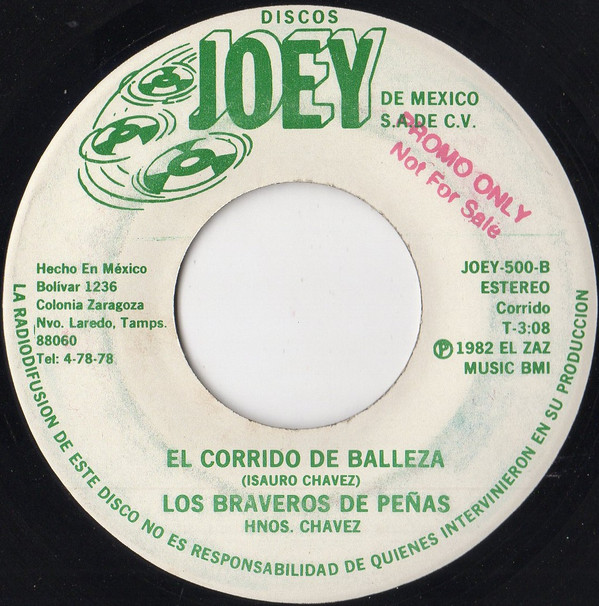 DISCOS
JOEY
DE MEXICO
S.A. DE C.V.
PROMO ONLY
Not For Sale
Hecho En México
Bolívar 1236
Colonia Zaragoza
Nvo. Laredo, Tamps.
88060
Tel: 4-78-78
JOEY-500-B
ESTEREO
Corrido
T-3:08
Ⓟ 1982 EL ZAZ
MUSIC BMI
EL CORRIDO DE BALLEZA
(ISAURO CHAVEZ)
LOS BRAVEROS DE PEÑAS
HNOS. CHAVEZ
LA RADIODIFUSION DE ESTE DISCO NO ES RESPONSABILIDAD DE QUIENES INTERVINIERON EN SU PRODUCCION